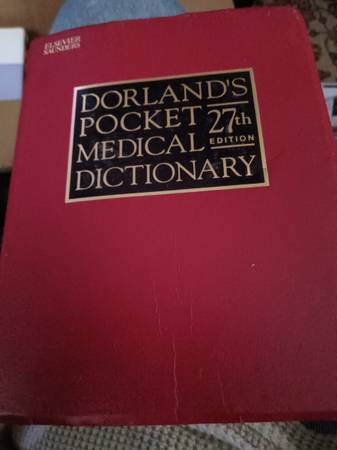 ELSEVIER
SAUNDERS
DORLAND'S
POCKET
27th
EDITION
MEDICAL
DICTIONARY